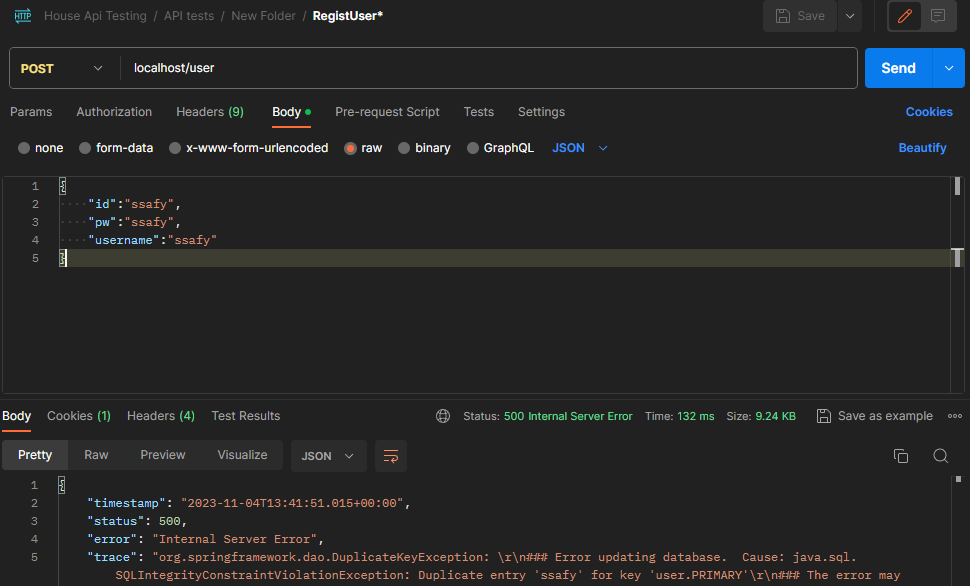 HTTP House Api Testing / API tests / New Folder / RegistUser* Save
POST localhost/user Send
Params Authorization Headers (9) Body Pre-request Script Tests Settings Cookies
none form-data x-www-form-urlencoded raw binary GraphQL JSON Beautify
1 {
2 ····"id":"ssafy",
3 ····"pw":"ssafy",
4 ····"username":"ssafy"
5 }
Body Cookies (1) Headers (4) Test Results Status: 500 Internal Server Error Time: 132 ms Size: 9.24 KB Save as example
Pretty Raw Preview Visualize JSON
1 {
2 "timestamp": "2023-11-04T13:41:51.015+00:00",
3 "status": 500,
4 "error": "Internal Server Error",
5 "trace": "org.springframework.dao.DuplicateKeyException: \r\n### Error updating database.  Cause: java.sql.
SQLIntegrityConstraintViolationException: Duplicate entry 'ssafy' for key 'user.PRIMARY'\r\n### The error may